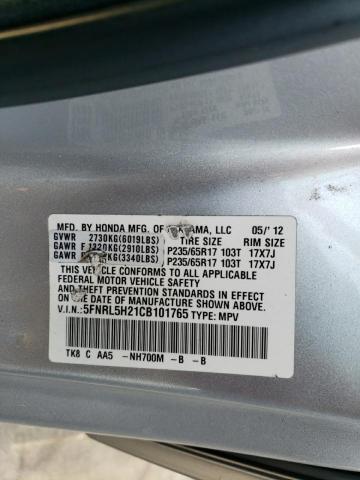 MFD. BY HONDA MFG. OF ALABAMA, LLC 05/'12
GVWR 2730KG(6019LBS) TIRE SIZE RIM SIZE
GAWR F 1320KG(2910LBS) P235/65R17 103T 17X7J
GAWR KG(3340LBS) P235/65R17 103T 17X7J
THIS VEHICLE CONFORMS TO ALL APPLICABLE
FEDERAL MOTOR VEHICLE SAFETY
AND THEFT PREVENTION STANDARDS IN EFFECT
ON THE DATE OF MANUFACTURE SHOWN ABOVE.
V.I.N.: 5FNRL5H21CB101765 TYPE: MPV
TK8 C AA5 -NH700M -B -B